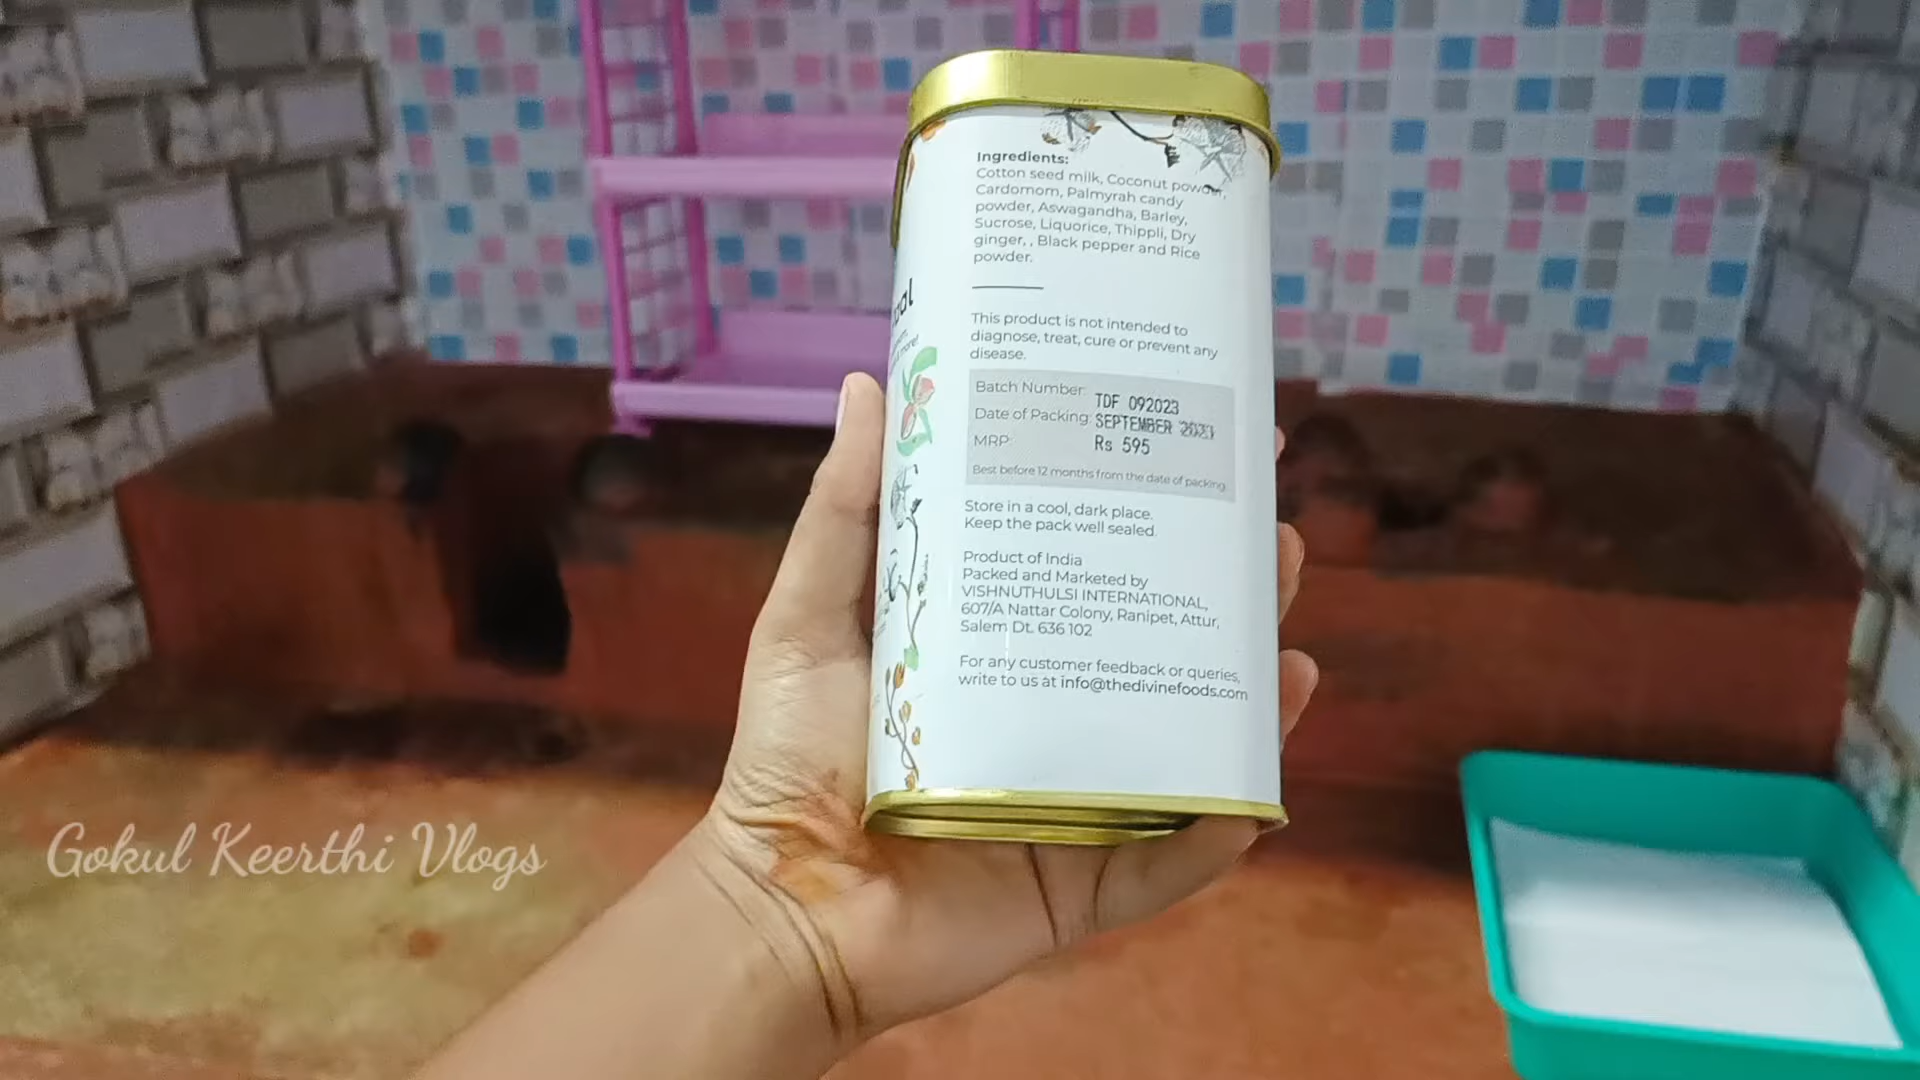 Ingredients:
Cotton seed milk, Coconut powder,
Cardomom, Palmyrah candy
powder, Aswagandha, Barley,
Sucrose, Liquorice, Thippli, Dry
ginger, , Black pepper and Rice
powder.
This product is not intended to
diagnose, treat, cure or prevent any
disease.
Batch Number: TDF 092023
Date of Packing: SEPTEMBER 2023
MRP: Rs 595
Best before 12 months from the date of packing
Store in a cool, dark place.
Keep the pack well sealed.
Product of India
Packed and Marketed by
VISHNUTHULSI INTERNATIONAL,
607/A Nattar Colony, Ranipet, Attur,
Salem Dt. 636 102
For any customer feedback or queries,
write to us at info@thedivinefoods.com
more!
Gokul Keerthi Vlogs